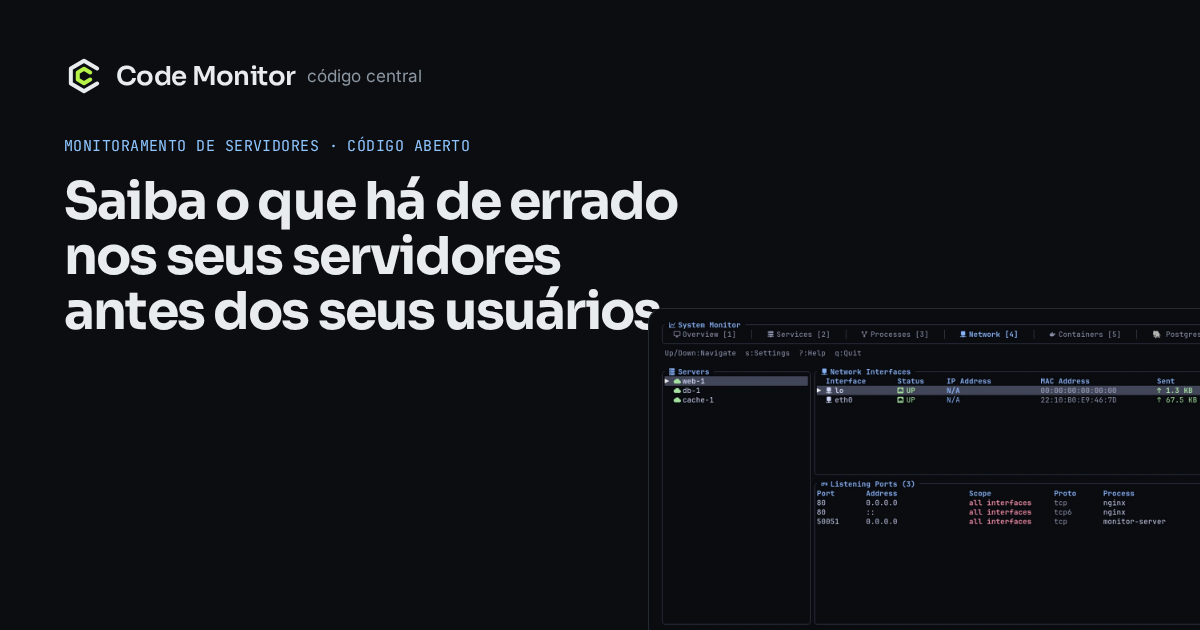 Code Monitor código central
MONITORAMENTO DE SERVIDORES · CÓDIGO ABERTO
Saiba o que há de errado
nos seus servidores
antes dos seus usuários
System Monitor
Overview [1] Services [2] Processes [3] Network [4] Containers [5] Postgres
Up/Down:Navigate s:Settings ?:Help q:Quit
Servers
web-1
db-1
cache-1
Network Interfaces
Interface Status IP Address MAC Address Sent
lo UP N/A 00:00:00:00:00:00 ↑ 1.3 KB
eth0 UP N/A 22:10:B0:E9:46:7D ↑ 67.5 KB
Listening Ports (3)
Port Address Scope Proto Process
80 0.0.0.0 all interfaces tcp nginx
80 :: all interfaces tcp6 nginx
50051 0.0.0.0 all interfaces tcp monitor-server